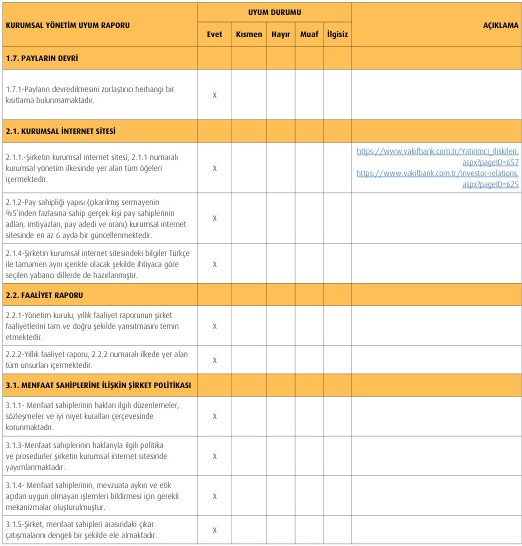 KURUMSAL YÖNETİM UYUM RAPORU
UYUM DURUMU
AÇIKLAMA
Evet Kısmen Hayır Muaf İlgisiz
1.7. PAYLARIN DEVRİ
1.7.1-Payların devredilmesini zorlaştırıcı herhangi bir
kısıtlama bulunmamaktadır.
X
2.1. KURUMSAL İNTERNET SİTESİ
2.1.1.-Şirketin kurumsal internet sitesi, 2.1.1 numaralı
kurumsal yönetim ilkesinde yer alan tüm öğeleri
içermektedir.
X
https://www.vakifbank.com.tr/Yatirimci_Iliskileri.
aspx?pageID=657
https://www.vakifbank.com.tr/investor-relations.
aspx?pageID=625
2.1.2-Pay sahipliği yapısı (çıkarılmış sermayenin
%5'inden fazlasına sahip gerçek kişi pay sahiplerinin
adları, imtiyazları, pay adedi ve oranı) kurumsal internet
sitesinde en az 6 ayda bir güncellenmektedir.
X
2.1.4-Şirketin kurumsal internet sitesindeki bilgiler Türkçe
ile tamamen aynı içerikte olacak şekilde ihtiyaca göre
seçilen yabancı dillerde de hazırlanmıştır.
X
2.2. FAALİYET RAPORU
2.2.1-Yönetim kurulu, yıllık faaliyet raporunun şirket
faaliyetlerini tam ve doğru şekilde yansıtmasını temin
etmektedir.
X
2.2.2-Yıllık faaliyet raporu, 2.2.2 numaralı ilkede yer alan
tüm unsurları içermektedir.
X
3.1. MENFAAT SAHİPLERİNE İLİŞKİN ŞİRKET POLİTİKASI
3.1.1- Menfaat sahiplerinin hakları ilgili düzenlemeler,
sözleşmeler ve iyi niyet kuralları çerçevesinde
korunmaktadır.
X
3.1.3-Menfaat sahiplerinin haklarıyla ilgili politika
ve prosedürler şirketin kurumsal internet sitesinde
yayımlanmaktadır.
X
3.1.4- Menfaat sahiplerinin, mevzuata aykırı ve etik
açıdan uygun olmayan işlemleri bildirmesi için gerekli
mekanizmalar oluşturulmuştur.
X
3.1.5-Şirket, menfaat sahipleri arasındaki çıkar
çatışmalarını dengeli bir şekilde ele almaktadır.
X